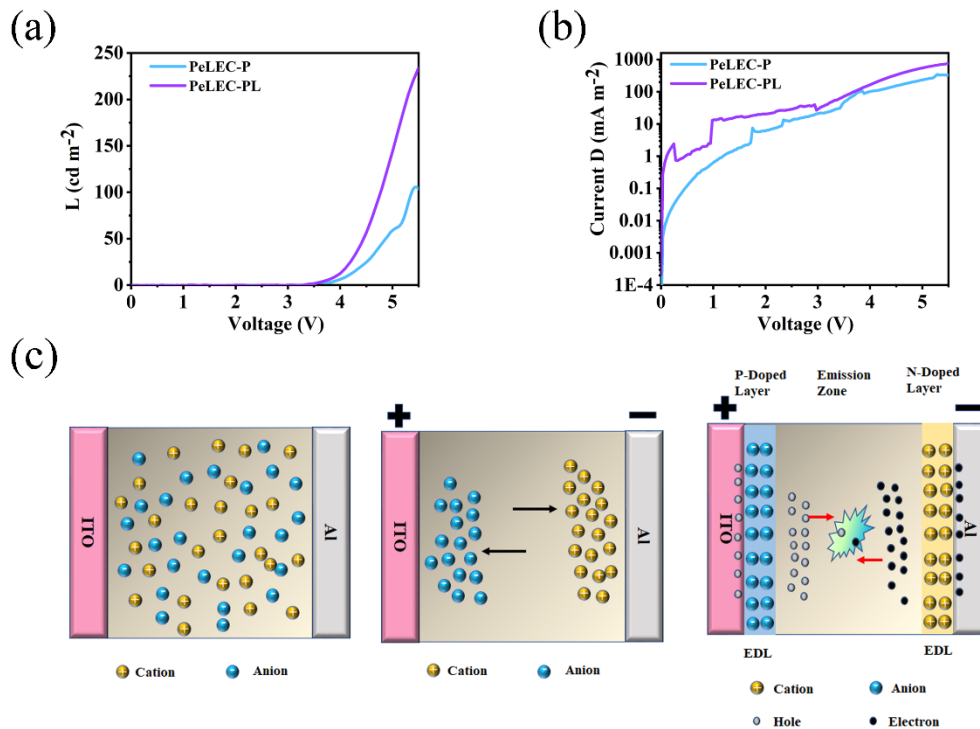 (a)
PeLEC-P
PeLEC-PL
L (cd m⁻²)
250
200
150
100
50
0
0 1 2 3 4 5
Voltage (V)
(b)
PeLEC-P
PeLEC-PL
Current D (mA m⁻²)
1000
100
10
1
0.1
0.01
0.001
1E-4
0 1 2 3 4 5
Voltage (V)
(c)
ITO
Al
Cation Anion
+ −
ITO
Al
Cation Anion
P-Doped
Layer
Emission
Zone
N-Doped
Layer
+ −
ITO
Al
EDL EDL
Cation Anion
Hole Electron